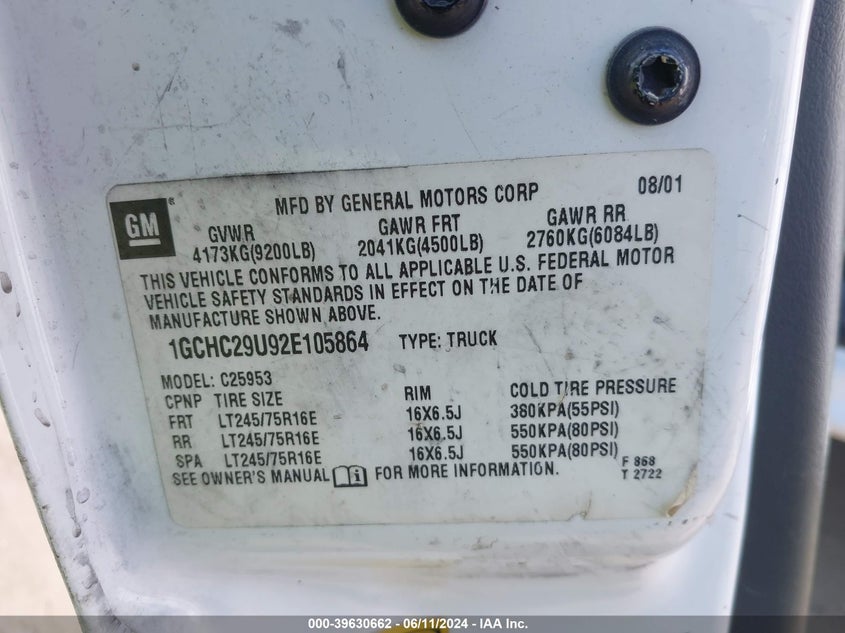 MFD BY GENERAL MOTORS CORP 08/01
GM
GVWR GAWR FRT GAWR RR
4173KG(9200LB) 2041KG(4500LB) 2760KG(6084LB)
THIS VEHICLE CONFORMS TO ALL APPLICABLE U.S. FEDERAL MOTOR
VEHICLE SAFETY STANDARDS IN EFFECT ON THE DATE OF
MANUFACTURE SHOWN ABOVE.
1GCHC29U92E105864 TYPE: TRUCK
MODEL: C25953
CPNP TIRE SIZE RIM COLD TIRE PRESSURE
FRT LT245/75R16E 16X6.5J 380KPA(55PSI)
RR LT245/75R16E 16X6.5J 550KPA(80PSI)
SPA LT245/75R16E 16X6.5J 550KPA(80PSI)
SEE OWNER'S MANUAL FOR MORE INFORMATION.
F 868
T 2722
000-39630662 - 06/11/2024 - IAA Inc.